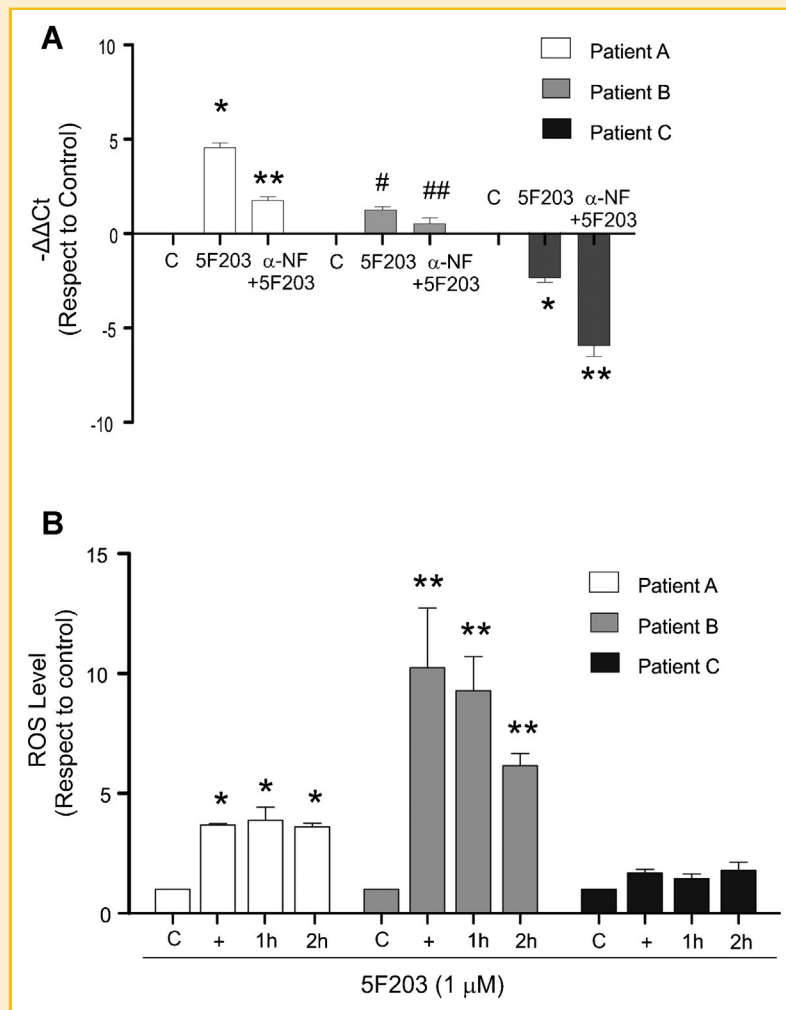 A
10
5
0
-5
-10
-ΔΔCt
(Respect to Control)
Patient A
Patient B
Patient C
*
**
#
##
C 5F203 α-NF
+5F203
C 5F203 α-NF
+5F203
C 5F203 α-NF
+5F203
*
**
B
15
10
5
0
ROS Level
(Respect to control)
Patient A
Patient B
Patient C
* * *
** ** **
C + 1h 2h C + 1h 2h C + 1h 2h
5F203 (1 µM)